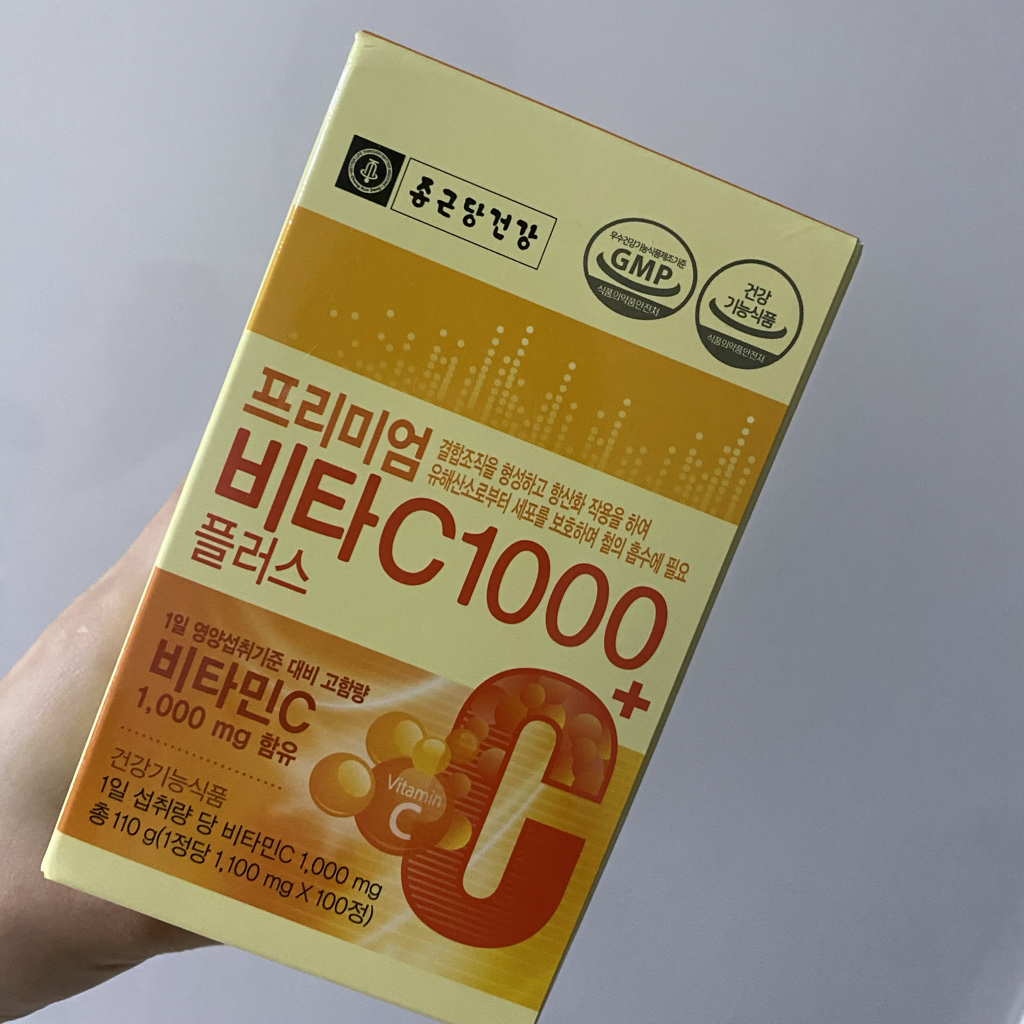 종근당건강
우수건강기능식품제조기준
GMP
식품의약품안전처
건강
기능식품
식품의약품안전처
프리미엄
결합조직을 형성하고 항산화 작용을 하여
유해산소로부터 세포를 보호하며 철의 흡수에 필요
비타C1000
플러스
+
C
1일 영양섭취기준 대비 고함량
비타민C
1,000 mg 함유
Vitamin
C
건강기능식품
1일 섭취량 당 비타민C 1,000 mg
총 110 g(1정당 1,100 mg X 100정)